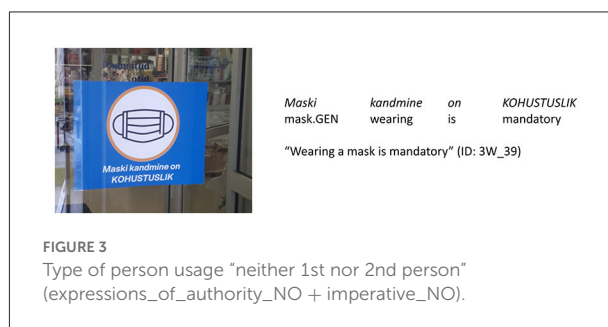 Maski kandmine on
KOHUSTUSLIK
Maski kandmine on KOHUSTUSLIK
mask.GEN wearing is mandatory
“Wearing a mask is mandatory” (ID: 3W_39)
FIGURE 3
Type of person usage “neither 1st nor 2nd person”
(expressions_of_authority_NO + imperative_NO).